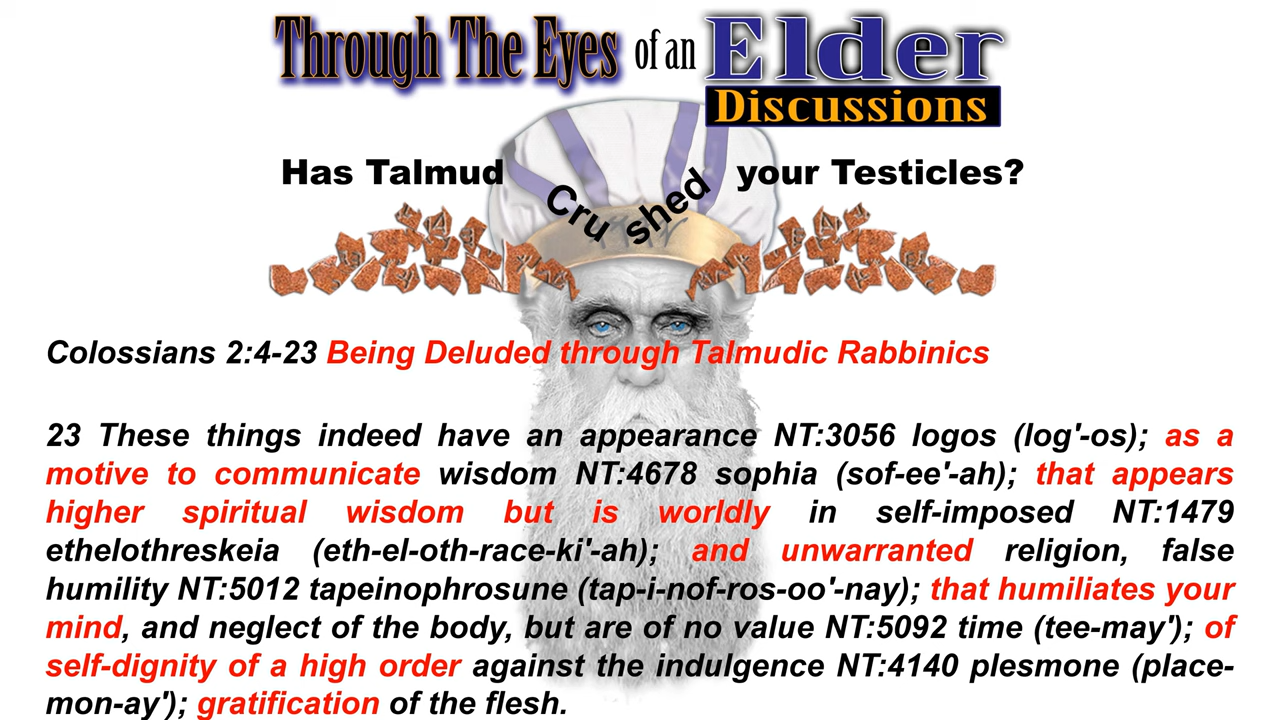 Through The Eyes of an Elder
Discussions
Has Talmud Crushed your Testicles?
Colossians 2:4-23 Being Deluded through Talmudic Rabbinics
23 These things indeed have an appearance NT:3056 logos (log'-os); as a
motive to communicate wisdom NT:4678 sophia (sof-ee'-ah); that appears
higher spiritual wisdom but is worldly in self-imposed NT:1479
ethelothreskeia (eth-el-oth-race-ki'-ah); and unwarranted religion, false
humility NT:5012 tapeinophrosune (tap-i-nof-ros-oo'-nay); that humiliates your
mind, and neglect of the body, but are of no value NT:5092 time (tee-may'); of
self-dignity of a high order against the indulgence NT:4140 plesmone (place-
mon-ay'); gratification of the flesh.